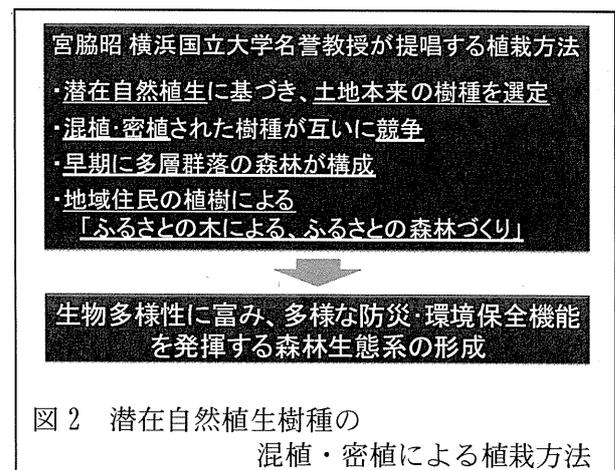 宮脇昭 横浜国立大学名誉教授が提唱する植栽方法
・潜在自然植生に基づき、土地本来の樹種を選定
・混植・密植された樹種が互いに競争
・早期に多層群落の森林が構成
・地域住民の植樹による
「ふるさとの木による、ふるさとの森林づくり」
生物多様性に富み、多様な防災・環境保全機能
を発揮する森林生態系の形成
図2 潜在自然植生樹種の
混植・密植による植栽方法